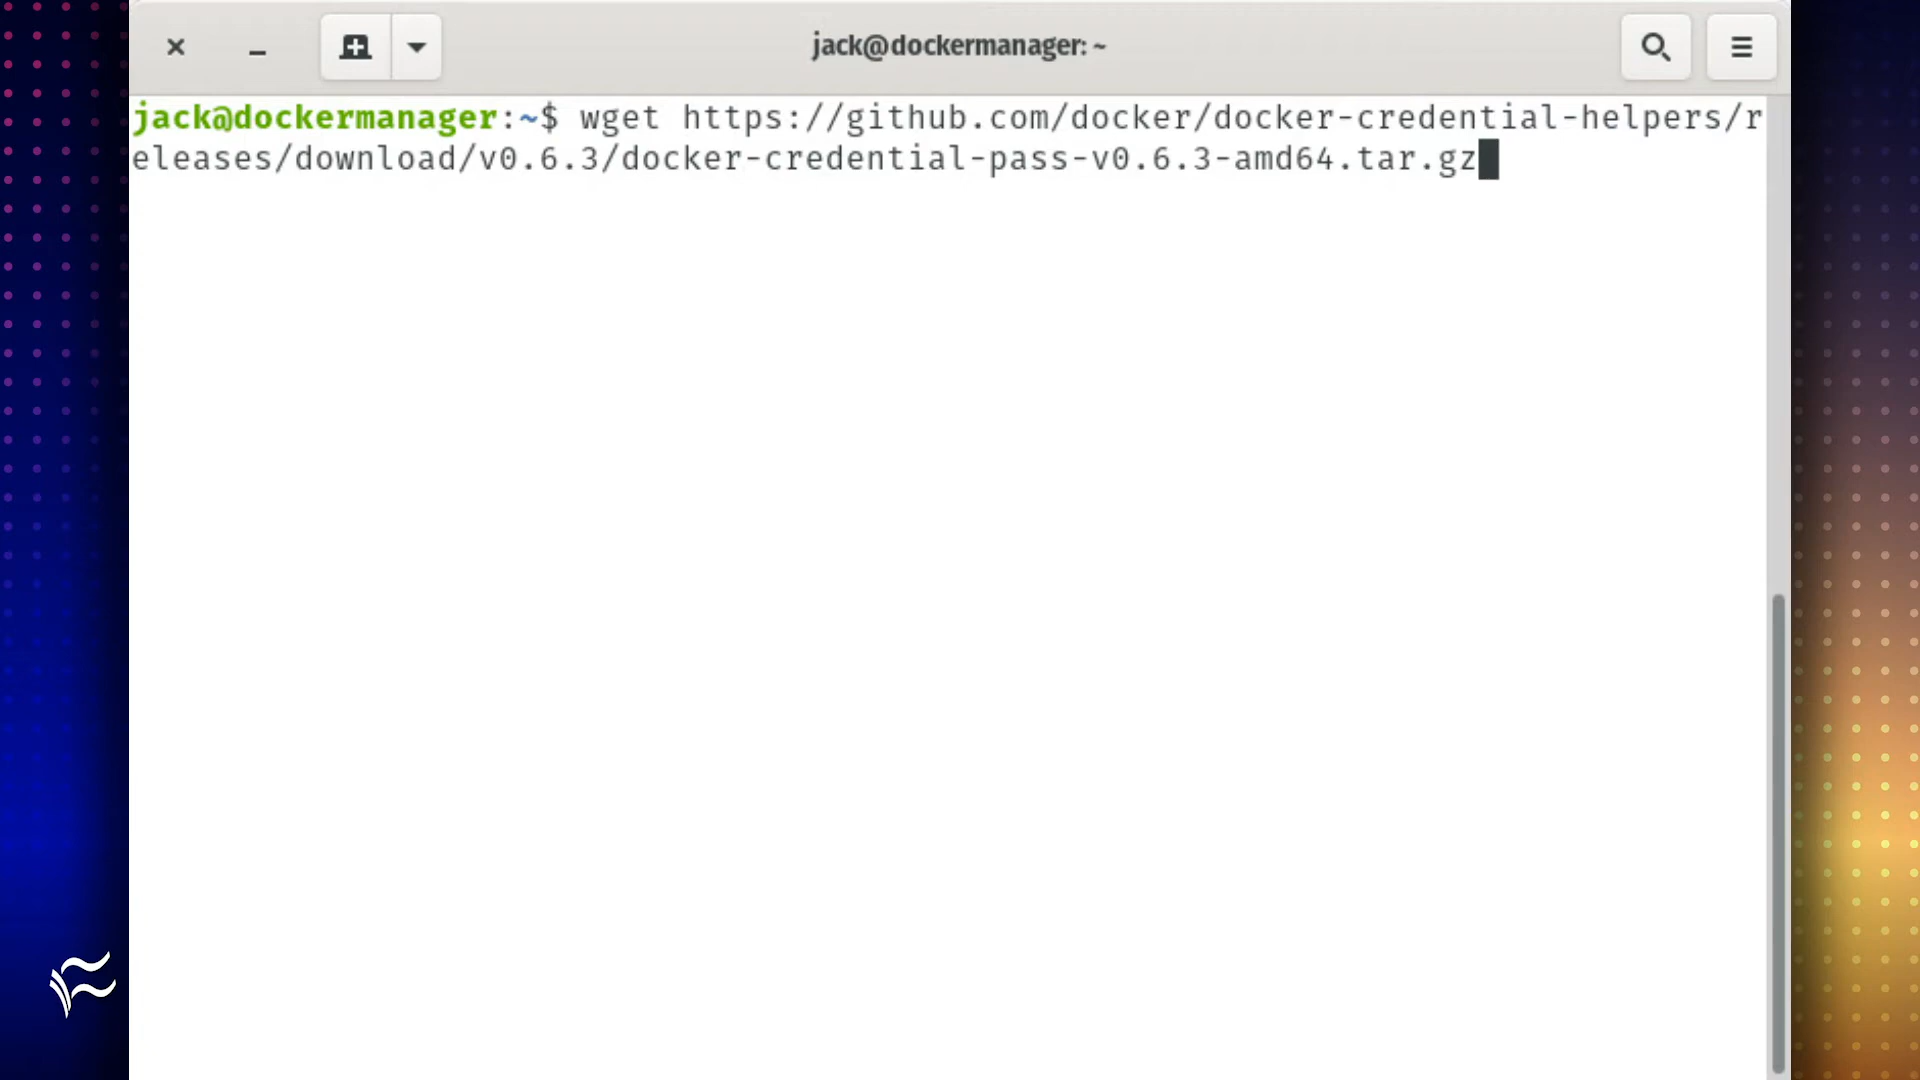 jack@dockermanager: ~
jack@dockermanager:~$ wget https://github.com/docker/docker-credential-helpers/r
eleases/download/v0.6.3/docker-credential-pass-v0.6.3-amd64.tar.gz